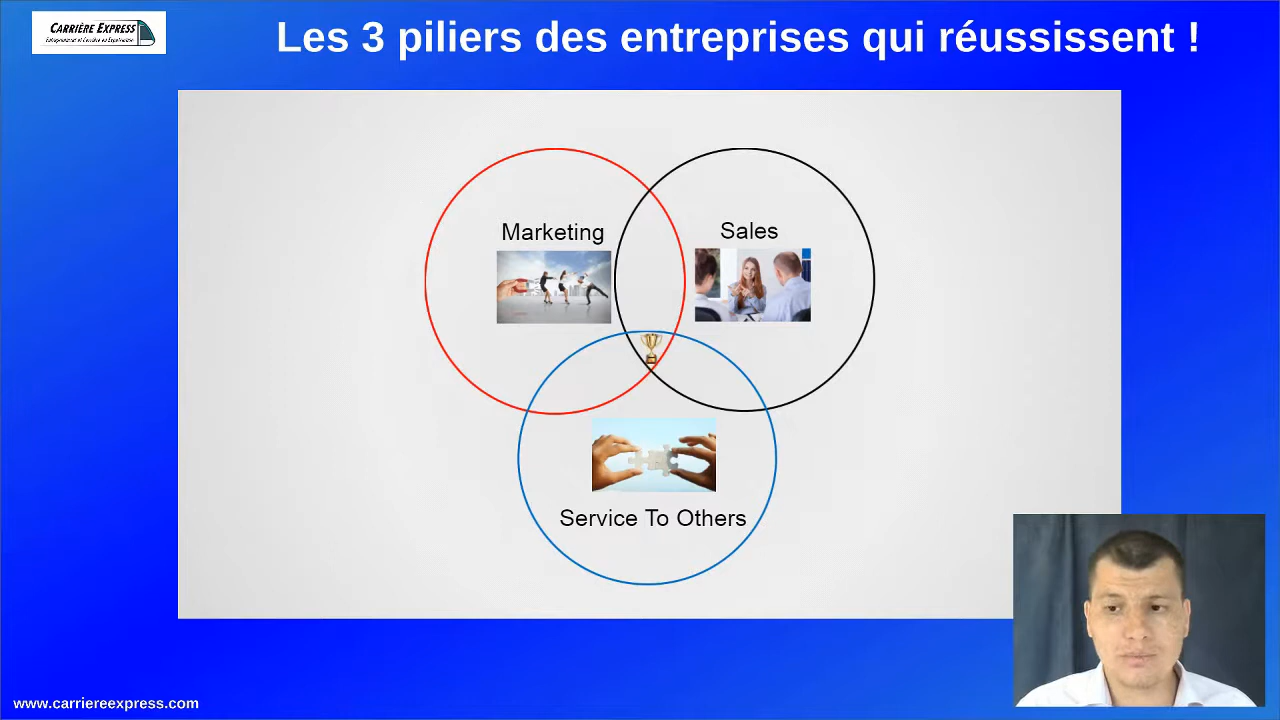 CARRIÈRE EXPRESS
Les 3 piliers des entreprises qui réussissent !
Marketing
Sales
Service To Others
www.carriereexpress.com